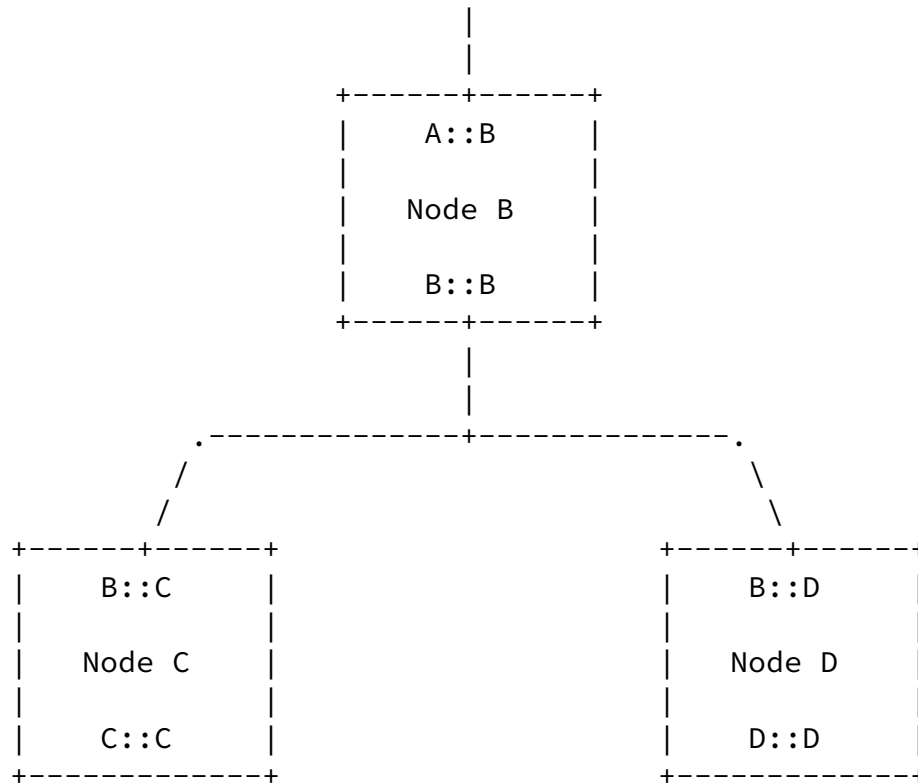 A::B
Node B
B::B
B::C B::D
Node C Node D
C::C D::D